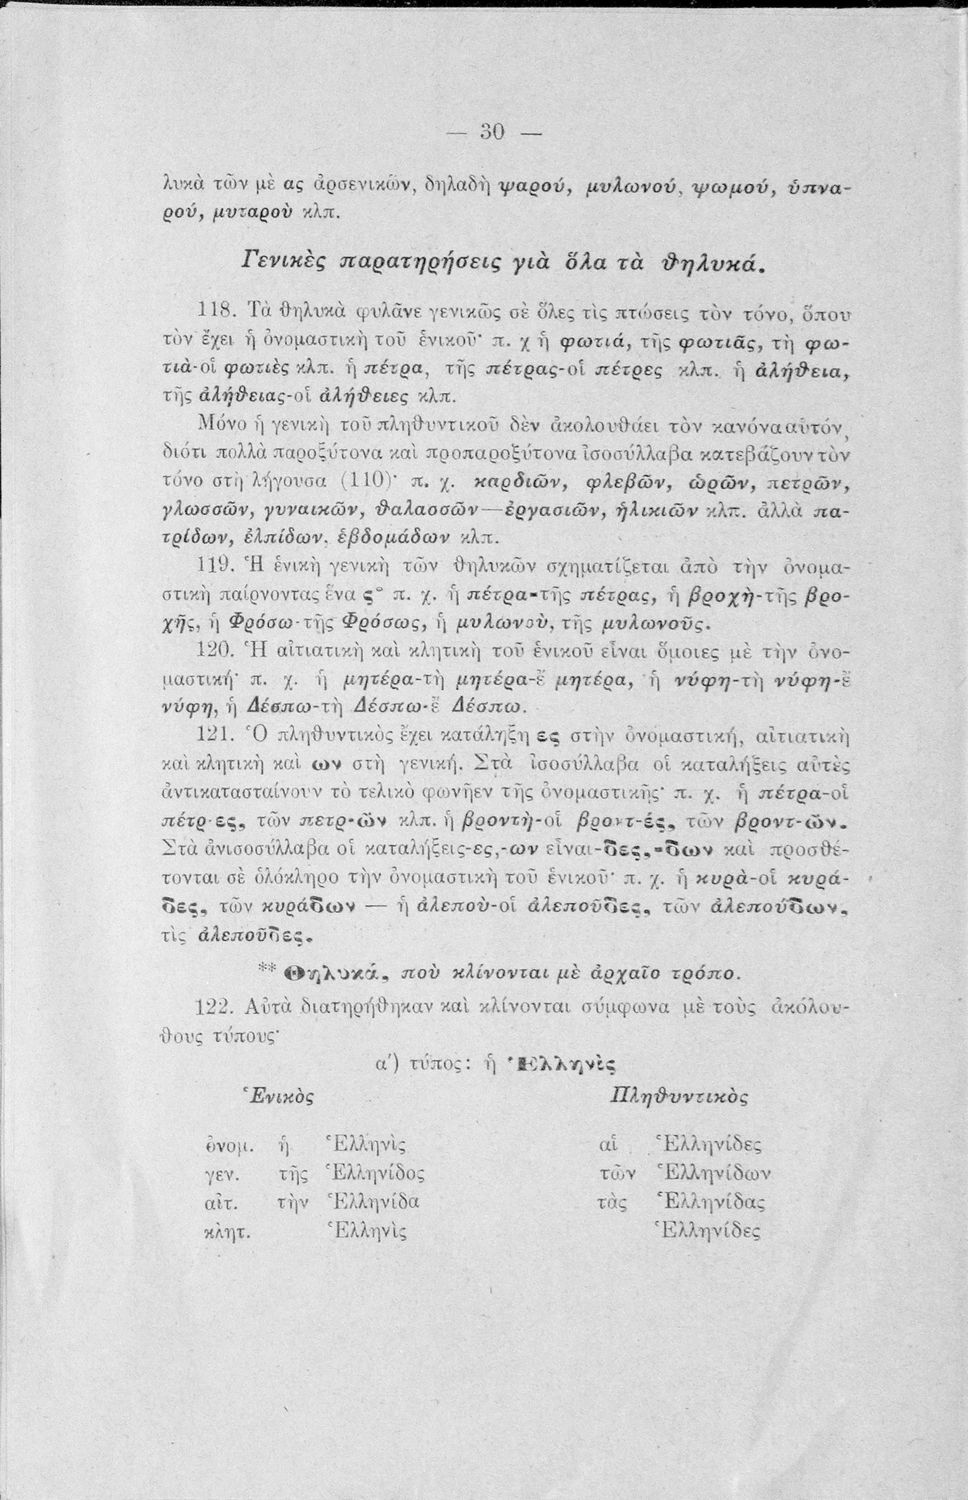 — 30 —
λυκὰ τῶν μὲ ας ἀρσενικῶν, δηλαδὴ ψαρού, μυλωνού, ψωμού, ὑπνα-
ρού, μυταροὺ κλπ.
Γενικὲς παρατηρήσεις γιὰ ὅλα τὰ θηλυκά.
118. Τὰ θηλυκὰ φυλᾶνε γενικῶς σὲ ὅλες τὶς πτώσεις τὸν τόνο, ὅπου
τὸν ἔχει ἡ ὀνομαστικὴ τοῦ ἑνικοῦ· π. χ ἡ φωτιά, τῆς φωτιᾶς, τὴ φω-
τιὰ-οἱ φωτιὲς κλπ. ἡ πέτρα, τῆς πέτρας-οἱ πέτρες κλπ. ἡ ἀλήθεια,
τῆς ἀλήθειας-οἱ ἀλήθειες κλπ.
Μόνο ἡ γενικὴ τοῦ πληθυντικοῦ δὲν ἀκολουθάει τὸν κανόνα αὐτόν,
διότι πολλὰ παροξύτονα καὶ προπαροξύτονα ἰσοσύλλαβα κατεβάζουν τὸν
τόνο στὴ λήγουσα (110)· π. χ. καρδιῶν, φλεβῶν, ὡρῶν, πετρῶν,
γλωσσῶν, γυναικῶν, θαλασσῶν—ἐργασιῶν, ἡλικιῶν κλπ. ἀλλὰ πα-
τρίδων, ἐλπίδων, ἑβδομάδων κλπ.
119. Ἡ ἑνικὴ γενικὴ τῶν θηλυκῶν σχηματίζεται ἀπὸ τὴν ὀνομα-
στικὴ παίρνοντας ἕνα ς· π. χ. ἡ πέτρα-τῆς πέτρας, ἡ βροχὴ-τῆς βρο-
χῆς, ἡ Φρόσω-τῆς Φρόσως, ἡ μυλωνοὺ, τῆς μυλωνοῦς.
120. Ἡ αἰτιατικὴ καὶ κλητικὴ τοῦ ἑνικοῦ εἶναι ὅμοιες μὲ τὴν ὀνο-
μαστική· π. χ. ἡ μητέρα-τὴ μητέρα-ἔ μητέρα, ἡ νύφη-τὴ νύφη-ἔ
νύφη, ἡ Δέσπω-τὴ Δέσπω-ἔ Δέσπω.
121. Ὁ πληθυντικὸς ἔχει κατάληξη ες στὴν ὀνομαστική, αἰτιατικὴ
καὶ κλητικὴ καὶ ων στὴ γενική. Στὰ ἰσοσύλλαβα οἱ καταλήξεις αὐτὲς
ἀντικατασταίνουν τὸ τελικὸ φωνῆεν τῆς ὀνομαστικῆς· π. χ. ἡ πέτρα-οἱ
πέτρ-ες, τῶν πετρ-ῶν κλπ. ἡ βροντὴ-οἱ βροντ-ές, τῶν βροντ-ῶν.
Στὰ ἀνισοσύλλαβα οἱ καταλήξεις-ες,-ων εἶναι-δες,-δων καὶ προσθέ-
τονται σὲ ὁλόκληρο τὴν ὀνομαστικὴ τοῦ ἑνικοῦ· π. χ. ἡ κυρὰ-οἱ κυρά-
δες, τῶν κυράδων — ἡ ἀλεποὺ-οἱ ἀλεποῦδες, τῶν ἀλεπούδων,
τὶς ἀλεποῦδες.
** Θηλυκά, ποὺ κλίνονται μὲ ἀρχαῖο τρόπο.
122. Αὐτὰ διατηρήθηκαν καὶ κλίνονται σύμφωνα μὲ τοὺς ἀκόλου-
θους τύπους·
α΄) τύπος: ἡ Ἑλληνὶς
Ἑνικὸς Πληθυντικὸς
ὀνομ. ἡ Ἑλληνὶς αἱ Ἑλληνίδες
γεν. τῆς Ἑλληνίδος τῶν Ἑλληνίδων
αἰτ. τὴν Ἑλληνίδα τὰς Ἑλληνίδας
κλητ. Ἑλληνὶς Ἑλληνίδες